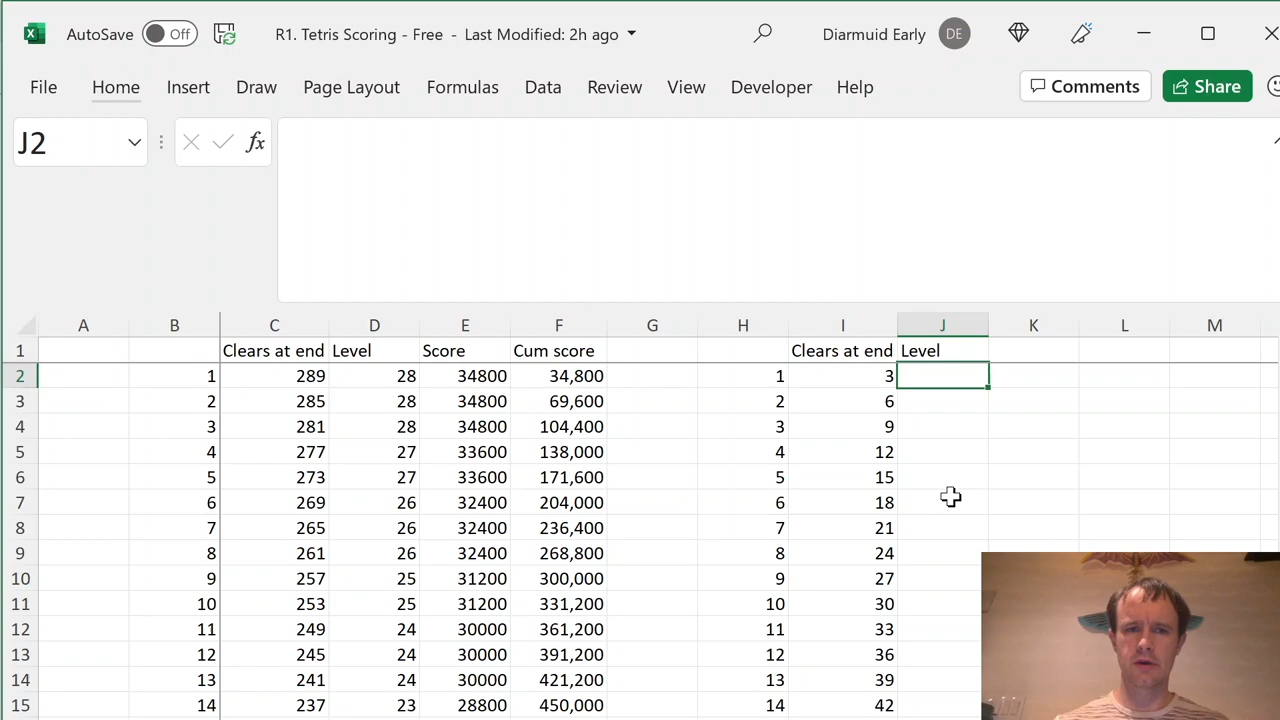 AutoSave Off R1. Tetris Scoring - Free - Last Modified: 2h ago Diarmuid Early DE
File Home Insert Draw Page Layout Formulas Data Review View Developer Help Comments Share
J2 fx
A B C D E F G H I J K L M
1 Clears at end Level Score Cum score Clears at end Level
2 1 289 28 34800 34,800 1 3
3 2 285 28 34800 69,600 2 6
4 3 281 28 34800 104,400 3 9
5 4 277 27 33600 138,000 4 12
6 5 273 27 33600 171,600 5 15
7 6 269 26 32400 204,000 6 18
8 7 265 26 32400 236,400 7 21
9 8 261 26 32400 268,800 8 24
10 9 257 25 31200 300,000 9 27
11 10 253 25 31200 331,200 10 30
12 11 249 24 30000 361,200 11 33
13 12 245 24 30000 391,200 12 36
14 13 241 24 30000 421,200 13 39
15 14 237 23 28800 450,000 14 42